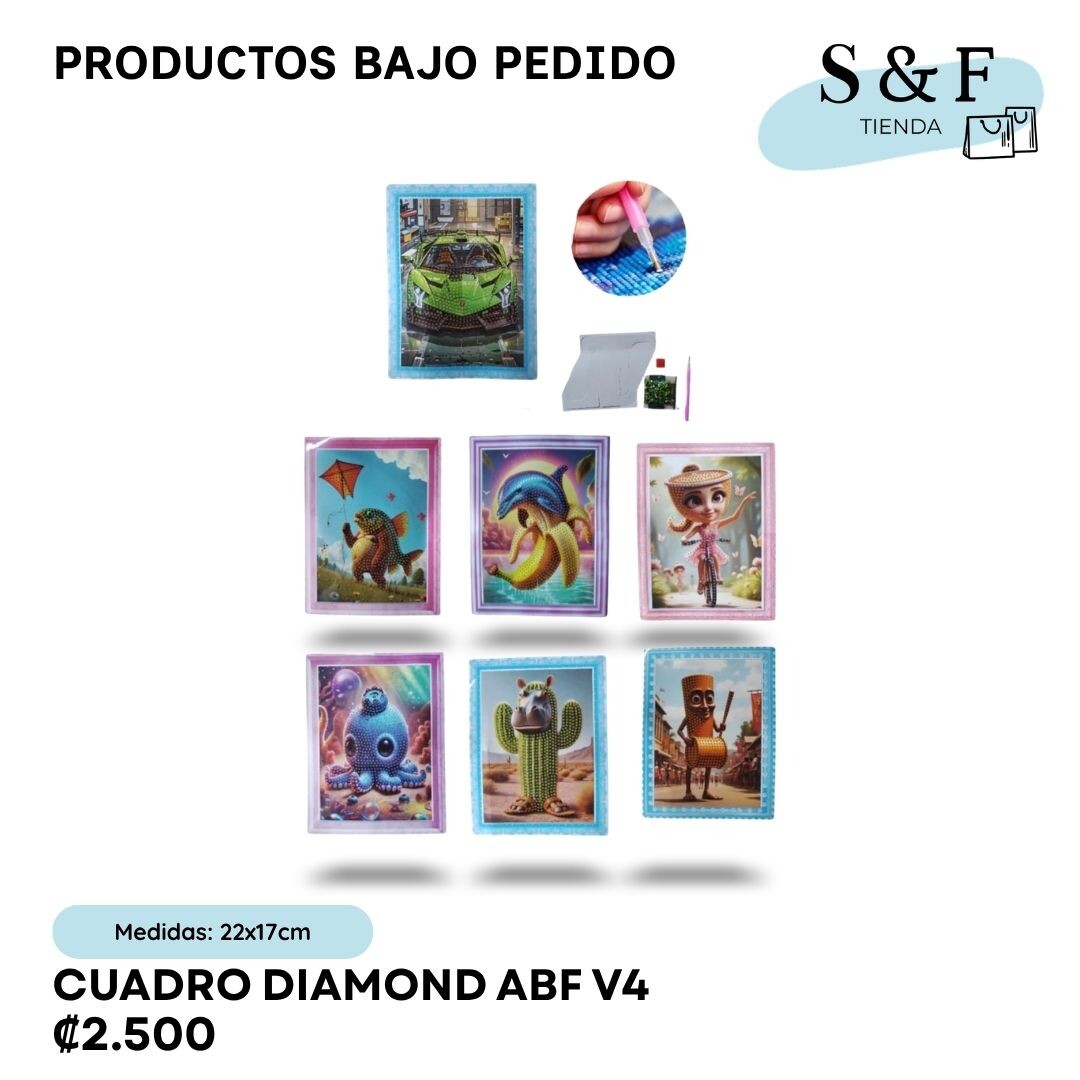 PRODUCTOS BAJO PEDIDO
S & F
TIENDA
Medidas: 22x17cm
CUADRO DIAMOND ABF V4
₡2.500